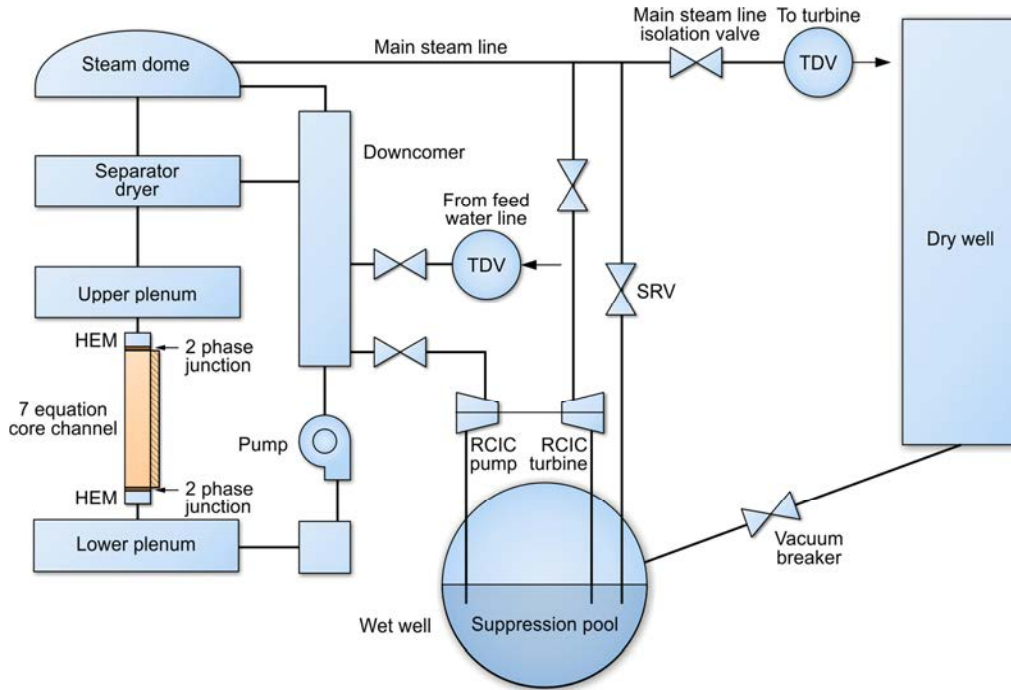 Main steam line
isolation valve
To turbine
Main steam line
TDV
Steam dome
Downcomer
Separator
dryer
From feed
water line
TDV
Dry well
Upper plenum
SRV
HEM
2 phase
junction
7 equation
core channel
Pump
RCIC
pump
RCIC
turbine
HEM
2 phase
junction
Lower plenum
Vacuum
breaker
Wet well
Suppression pool